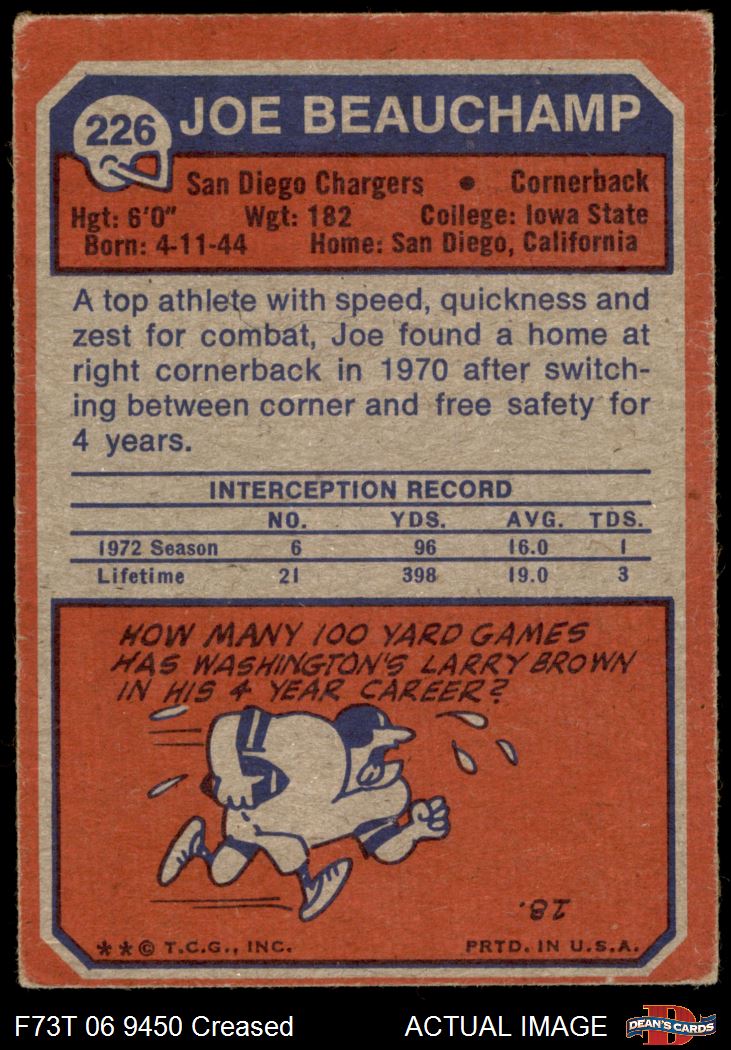 226
JOE BEAUCHAMP
San Diego Chargers • Cornerback
Hgt: 6'0" Wgt: 182 College: Iowa State
Born: 4-11-44 Home: San Diego, California
A top athlete with speed, quickness and
zest for combat, Joe found a home at
right cornerback in 1970 after switch-
ing between corner and free safety for
4 years.
INTERCEPTION RECORD
NO. YDS. AVG. TDS.
1972 Season 6 96 16.0 1
Lifetime 21 398 19.0 3
HOW MANY 100 YARD GAMES
HAS WASHINGTON'S LARRY BROWN
IN HIS 4 YEAR CAREER?
18.
**© T.C.G., INC. PRTD. IN U.S.A.
F73T 06 9450 Creased ACTUAL IMAGE
D
DEAN'S CARDS